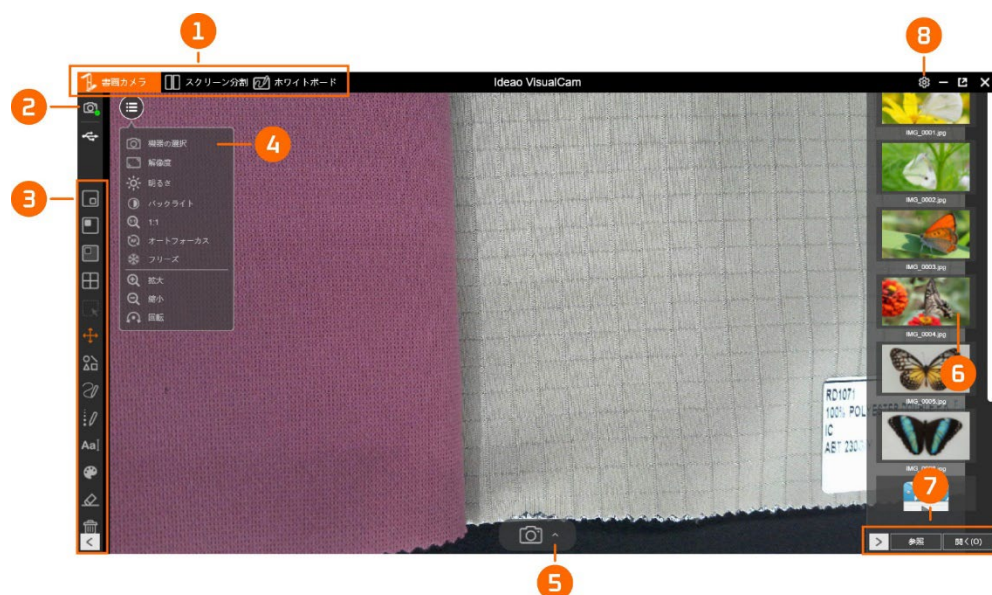 1
8
書画カメラ スクリーン分割 ホワイトボード Ideao VisualCam
2
4
機器の選択
解像度
明るさ
バックライト
1:1
オートフォーカス
フリーズ
拡大
縮小
回転
3
Aa
IMG_0001.jpg
IMG_0002.jpg
IMG_0003.jpg
IMG_0004.jpg
6
IMG_0005.jpg
RD1071
100% POL
IC
7
参照 開く(O)
5